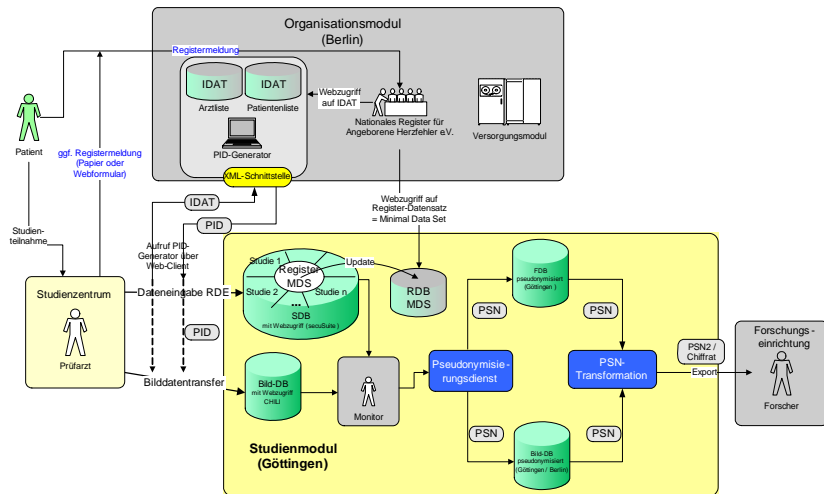 Organisationsmodul
(Berlin)
Registermeldung
IDAT
IDAT
Arztliste
Patientenliste
Webzugriff
auf IDAT
PID-Generator
Nationales Register für
Angeborene Herzfehler e.V.
Versorgungsmodul
XML-Schnittstelle
Patient
ggf. Registermeldung
(Papier oder
Webformular)
IDAT
PID
Webzugriff auf
Register-Datensatz
= Minimal Data Set
Studien-
teilnahme
Aufruf PID-
Generator über
Web-Client
Studienzentrum
Prüfarzt
Dateneingabe RDE
PID
Bilddatentransfer
Studie 1
Register
MDS
Studie 2
Studie n
...
SDB
mit Webzugriff (secuSuite)
Update
RDB
MDS
Bild-DB
mit Webzugriff
CHILI
Monitor
Pseudonymisie-
rungsdienst
PSN
PSN
FDB
pseudonymisiert
(Göttingen)
Bild-DB
pseudonymisiert
(Göttingen / Berlin)
PSN
PSN
PSN-
Transformation
PSN2 /
Chiffrat
Export
Forschungs-
einrichtung
Forscher
Studienmodul
(Göttingen)